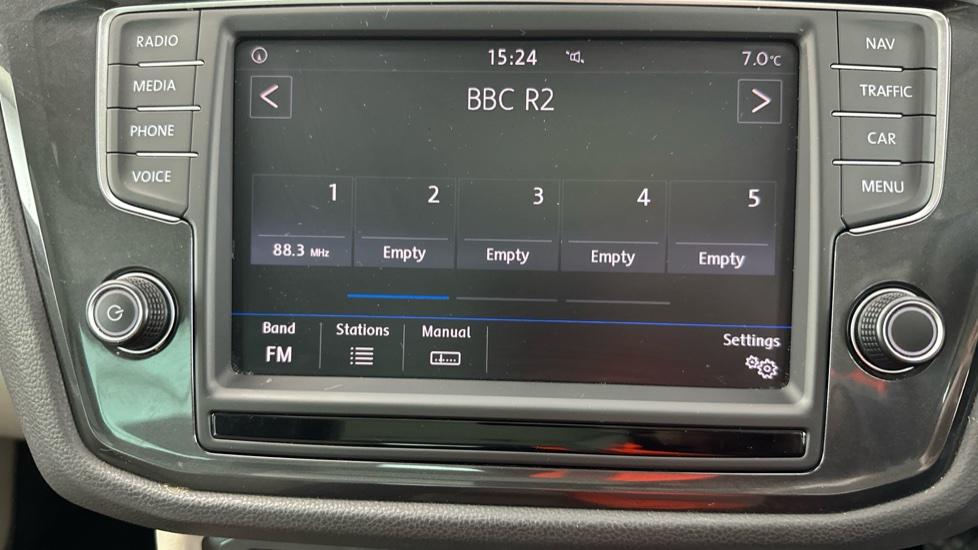 RADIO
MEDIA
PHONE
VOICE
15:24
7.0°C
<
BBC R2
>
1 2 3 4 5
88.3 MHz Empty Empty Empty Empty
Band
FM
Stations
Manual
Settings
NAV
TRAFFIC
CAR
MENU